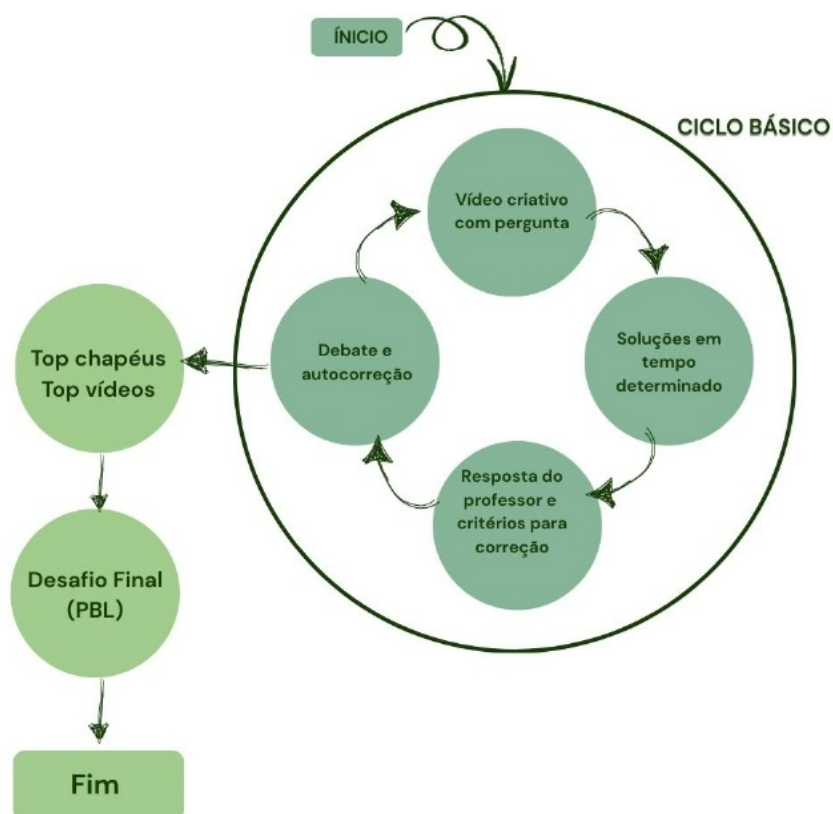 ÍNICIO
CICLO BÁSICO
Vídeo criativo
com pergunta
Soluções em
tempo
determinado
Resposta do
professor e
critérios para
correção
Debate e
autocorreção
Top chapéus
Top vídeos
Desafio Final
(PBL)
Fim